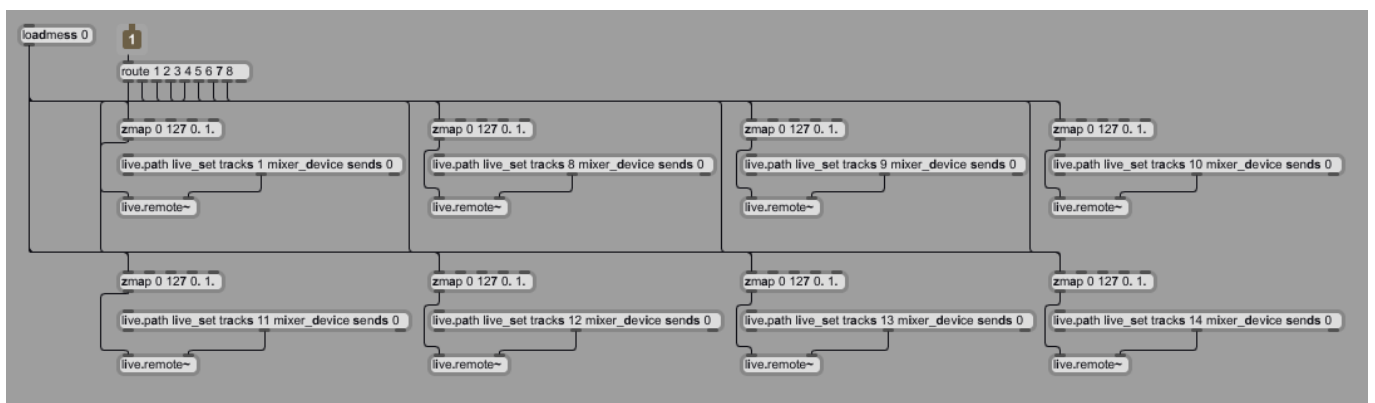 loadmess 0
1
route 1 2 3 4 5 6 7 8
zmap 0 127 0. 1.
zmap 0 127 0. 1.
zmap 0 127 0. 1.
zmap 0 127 0. 1.
live.path live_set tracks 1 mixer_device sends 0
live.path live_set tracks 8 mixer_device sends 0
live.path live_set tracks 9 mixer_device sends 0
live.path live_set tracks 10 mixer_device sends 0
live.remote~
live.remote~
live.remote~
live.remote~
zmap 0 127 0. 1.
zmap 0 127 0. 1.
zmap 0 127 0. 1.
zmap 0 127 0. 1.
live.path live_set tracks 11 mixer_device sends 0
live.path live_set tracks 12 mixer_device sends 0
live.path live_set tracks 13 mixer_device sends 0
live.path live_set tracks 14 mixer_device sends 0
live.remote~
live.remote~
live.remote~
live.remote~